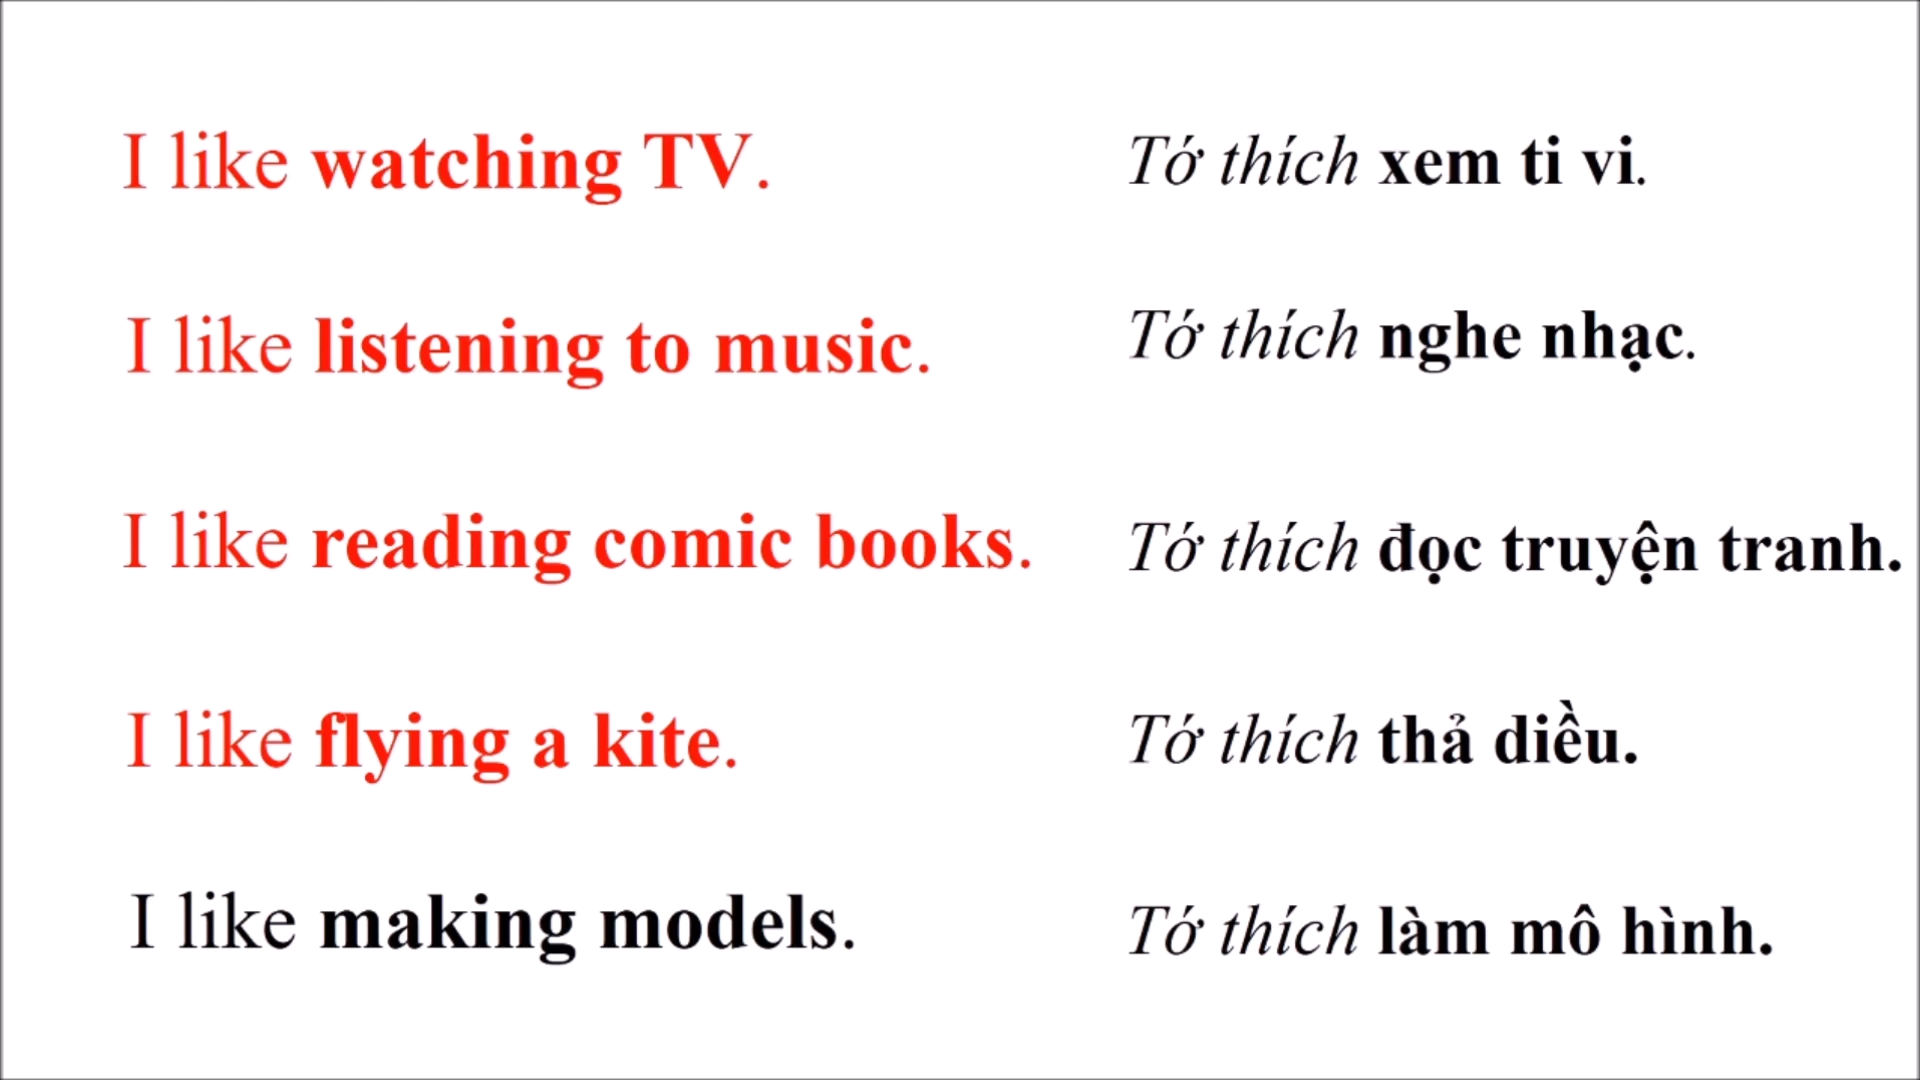 I like watching TV. Tớ thích xem ti vi.
I like listening to music. Tớ thích nghe nhạc.
I like reading comic books. Tớ thích đọc truyện tranh.
I like flying a kite. Tớ thích thả diều.
I like making models. Tớ thích làm mô hình.